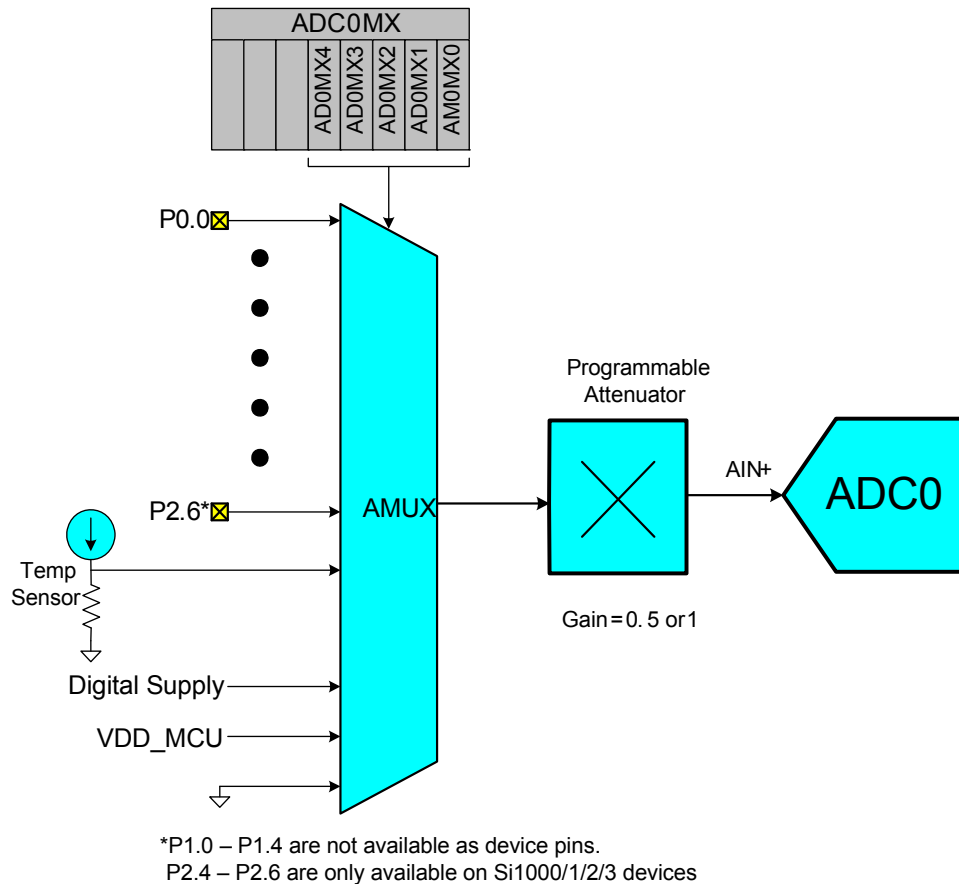 ADC0MX
AD0MX4
AD0MX3
AD0MX2
AD0MX1
AM0MX0
P0.0
Programmable
Attenuator
AIN+
ADC0
P2.6*
AMUX
Temp
Sensor
Gain=0. 5 or1
Digital Supply
VDD_MCU
*P1.0 – P1.4 are not available as device pins.
P2.4 – P2.6 are only available on Si1000/1/2/3 devices